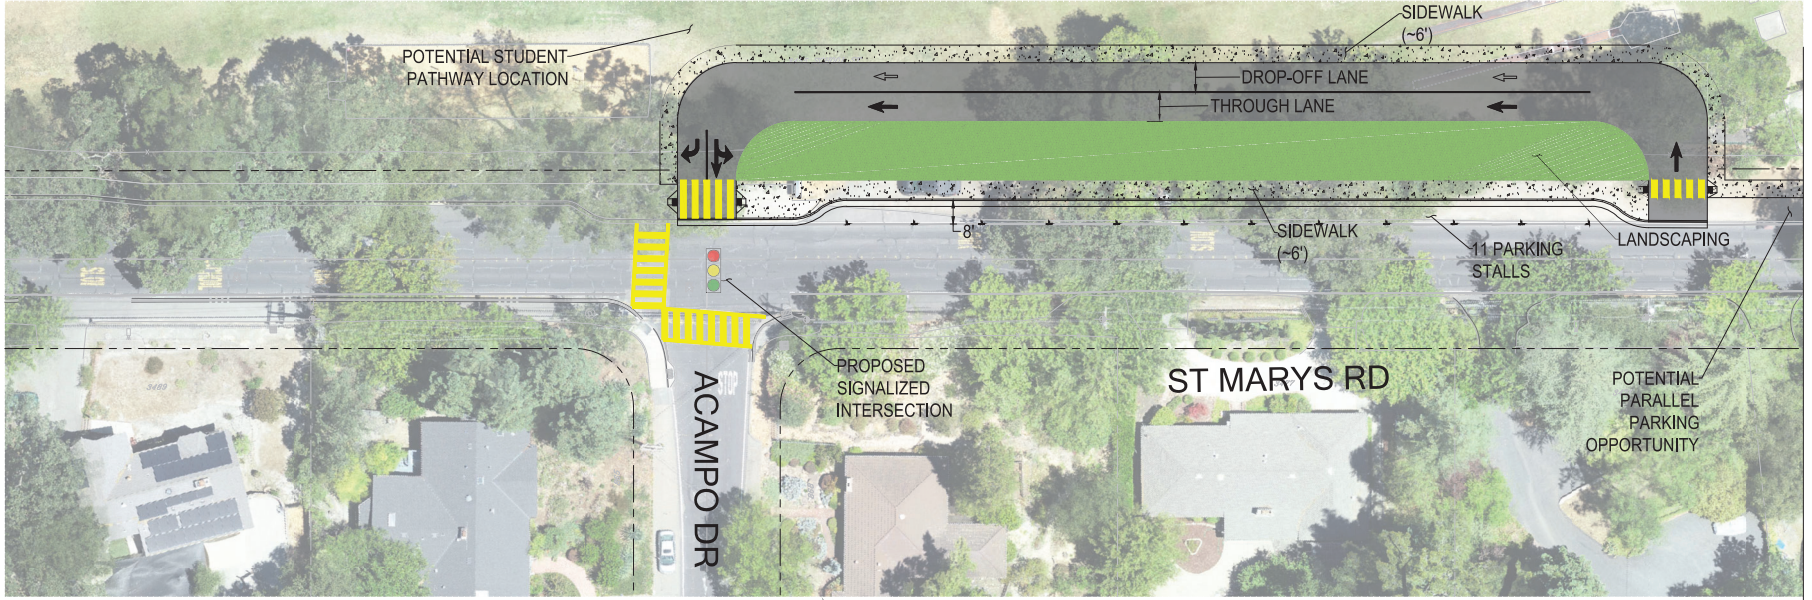 SIDEWALK
(~6')
POTENTIAL STUDENT
PATHWAY LOCATION
DROP-OFF LANE
THROUGH LANE
8'
SIDEWALK
(~6')
11 PARKING
STALLS
LANDSCAPING
PROPOSED
SIGNALIZED
INTERSECTION
STOP
ACAMPO DR
ST MARYS RD
POTENTIAL
PARALLEL
PARKING
OPPORTUNITY
3489